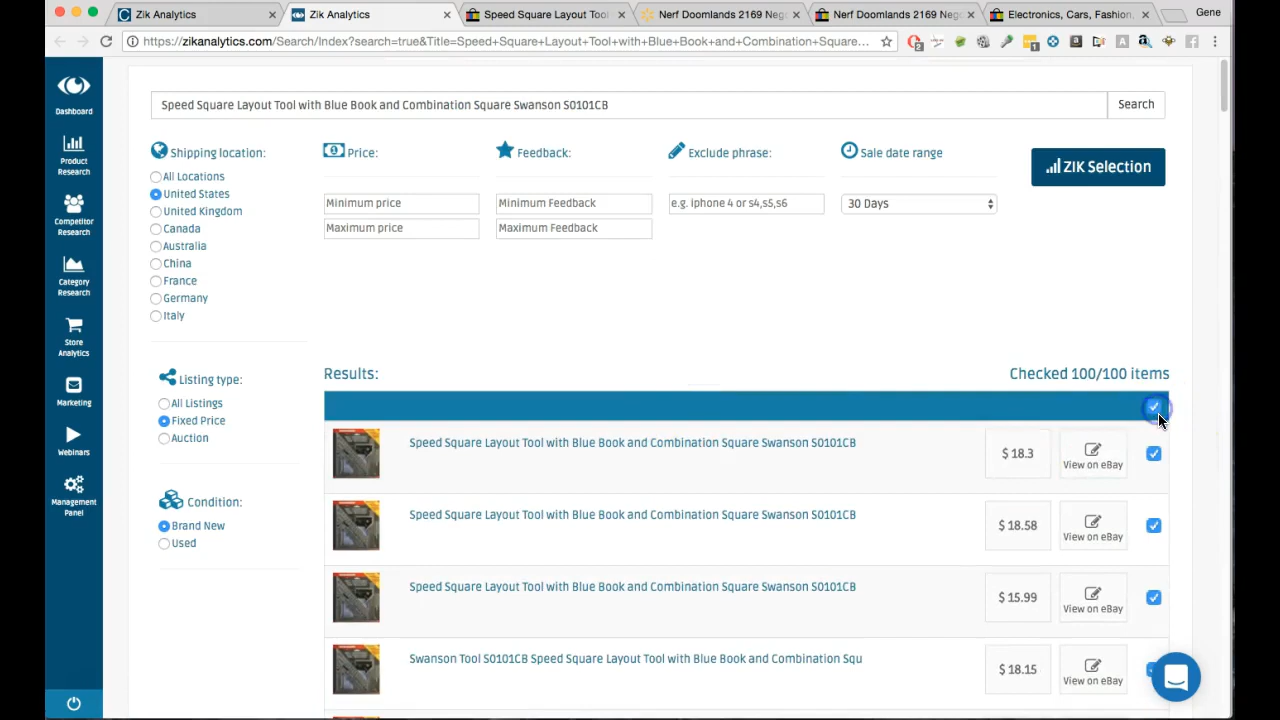 Zik Analytics
Zik Analytics
Speed Square Layout Tool
Nerf Doomlands 2169 Neg
Nerf Doomlands 2169 Neg
Electronics, Cars, Fashion,
Gene
https://zikanalytics.com/Search/Index?search=true&Title=Speed+Square+Layout+Tool+with+Blue+Book+and+Combination+Square...
2
1
Dashboard
Product
Research
Competitor
Research
Category
Research
Store
Analytics
Marketing
Webinars
Management
Panel
Speed Square Layout Tool with Blue Book and Combination Square Swanson S0101CB
Search
Shipping location:
All Locations
United States
United Kingdom
Canada
Australia
China
France
Germany
Italy
Price:
Minimum price
Maximum price
Feedback:
Minimum Feedback
Maximum Feedback
Exclude phrase:
e.g. iphone 4 or s4,s5,s6
Sale date range
30 Days
ZIK Selection
Listing type:
All Listings
Fixed Price
Auction
Condition:
Brand New
Used
Results:
Checked 100/100 items
Speed Square Layout Tool with Blue Book and Combination Square Swanson S0101CB
$ 18.3
View on eBay
Speed Square Layout Tool with Blue Book and Combination Square Swanson S0101CB
$ 18.58
View on eBay
Speed Square Layout Tool with Blue Book and Combination Square Swanson S0101CB
$ 15.99
View on eBay
Swanson Tool S0101CB Speed Square Layout Tool with Blue Book and Combination Squ
$ 18.15
View on eBay